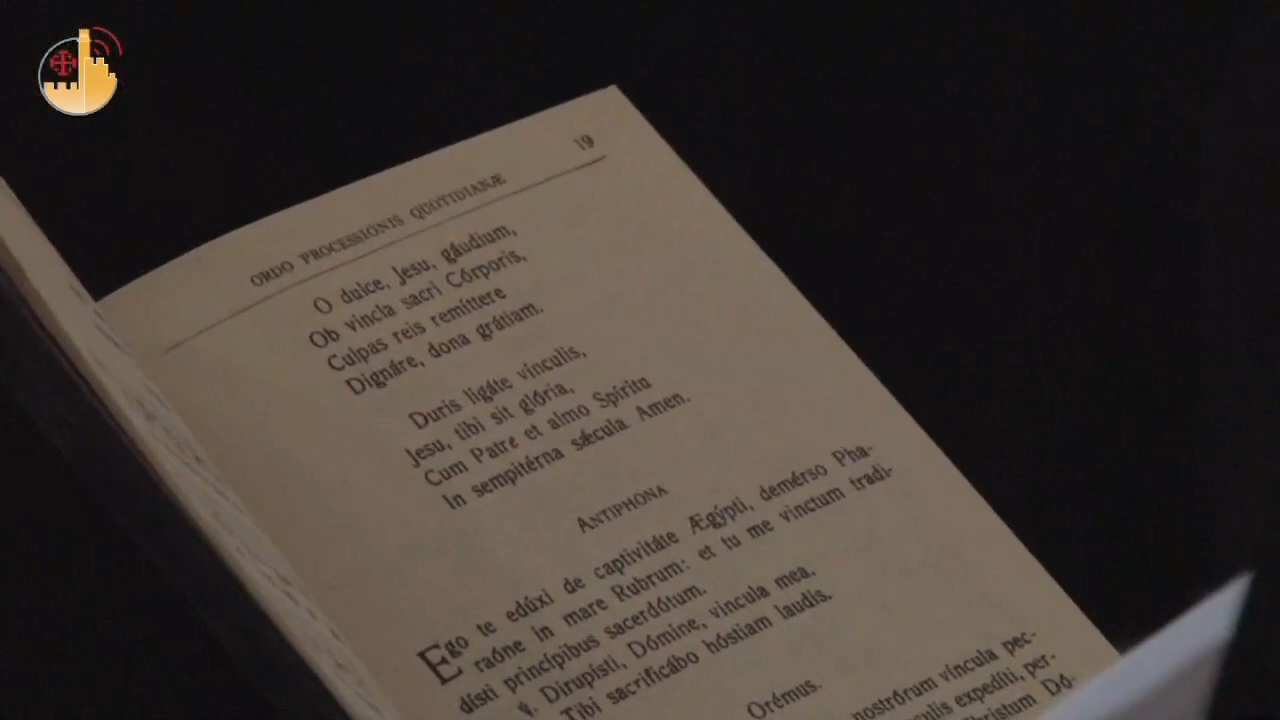 19
ORDO PROCESSIONIS QUOTIDIANÆ
O dulce, Jesu, gáudium,
Ob vincla sacri Córporis,
Culpas reis remíttere
Dignáre, dona grátiam.
Duris ligáte vínculis,
Jesu, tibi sit glória,
Cum Patre et almo Spíritu
In sempitérna sǽcula. Amen.
ANTIPHONA
Ego te edúxi de captivitáte Ægýpti, demérso Pha-
raóne in mare Rubrum: et tu me vinctum tradi-
dísti princípibus sacerdótum.
℣. Dirupísti, Dómine, víncula mea.
Tibi sacrificábo hóstiam laudis.
Orémus.
nostrórum víncula pec-
expedíti, per-
Dó-